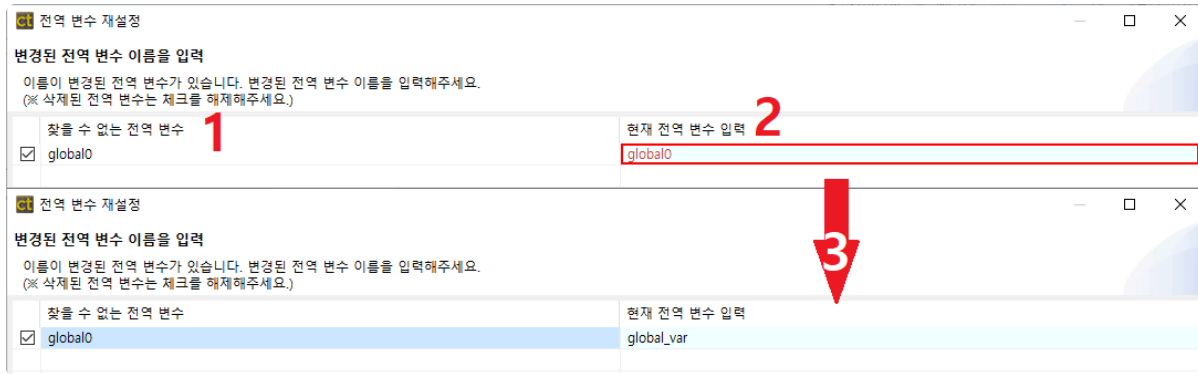 ct 전역 변수 재설정
변경된 전역 변수 이름을 입력
이름이 변경된 전역 변수가 있습니다. 변경된 전역 변수 이름을 입력해주세요.
(※ 삭제된 전역 변수는 체크를 해제해주세요.)
찾을 수 없는 전역 변수 1 현재 전역 변수 입력 2
global0 global0
3
ct 전역 변수 재설정
변경된 전역 변수 이름을 입력
이름이 변경된 전역 변수가 있습니다. 변경된 전역 변수 이름을 입력해주세요.
(※ 삭제된 전역 변수는 체크를 해제해주세요.)
찾을 수 없는 전역 변수 현재 전역 변수 입력
global0 global_var